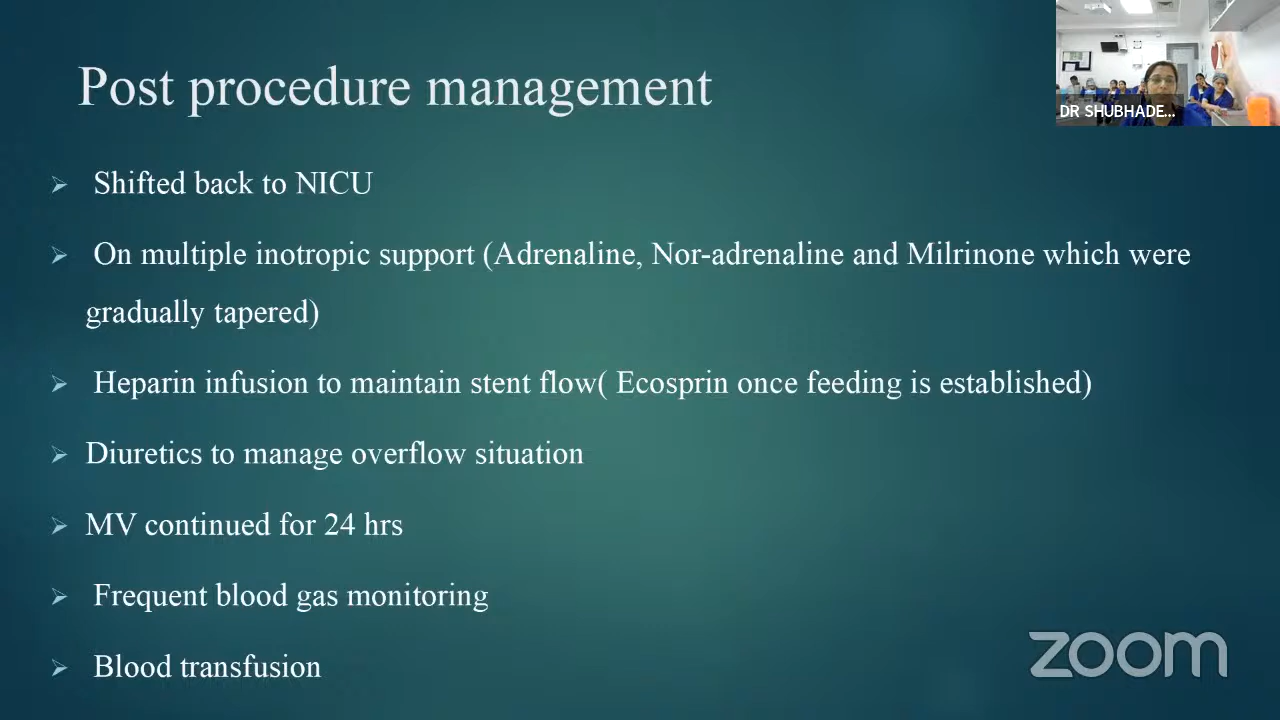 Post procedure management
DR SHUBHADE...
Shifted back to NICU
On multiple inotropic support (Adrenaline, Nor-adrenaline and Milrinone which were
gradually tapered)
Heparin infusion to maintain stent flow( Ecosprin once feeding is established)
Diuretics to manage overflow situation
MV continued for 24 hrs
Frequent blood gas monitoring
Blood transfusion
zoom